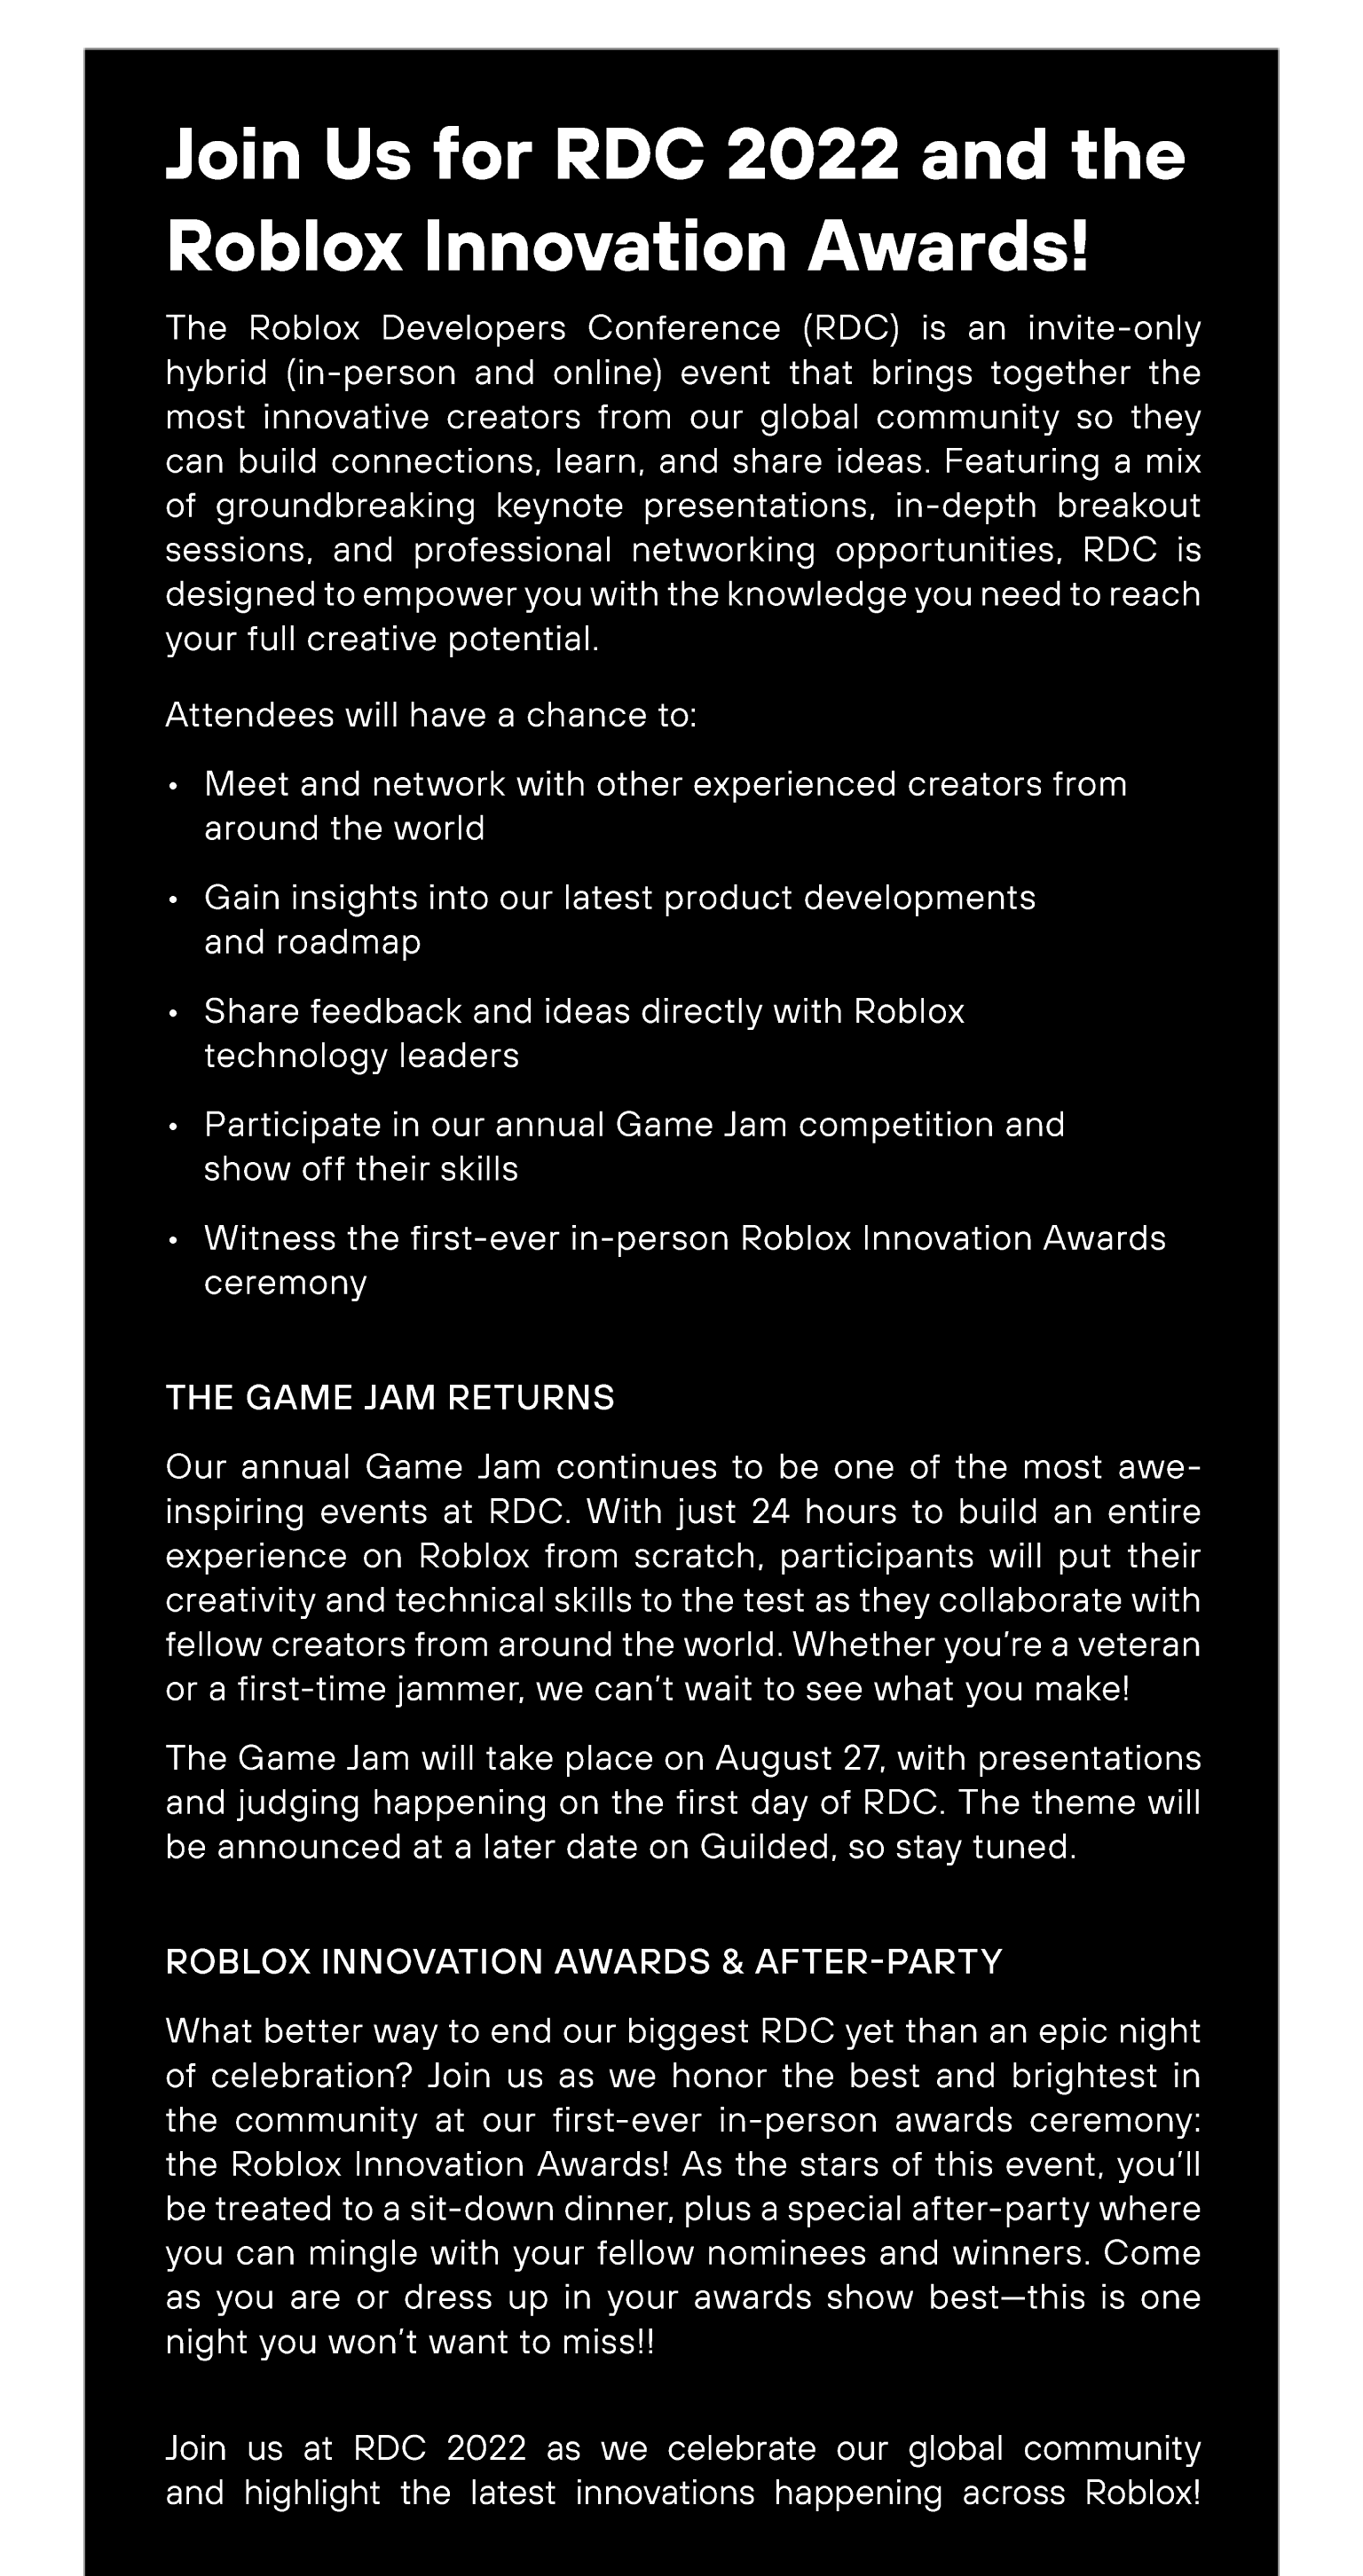 Join Us for RDC 2022 and the
Roblox Innovation Awards!
The Roblox Developers Conference (RDC) is an invite-only
hybrid (in-person and online) event that brings together the
most innovative creators from our global community so they
can build connections, learn, and share ideas. Featuring a mix
of groundbreaking keynote presentations, in-depth breakout
sessions, and professional networking opportunities, RDC is
designed to empower you with the knowledge you need to reach
your full creative potential.
Attendees will have a chance to:
• Meet and network with other experienced creators from
around the world
• Gain insights into our latest product developments
and roadmap
• Share feedback and ideas directly with Roblox
technology leaders
• Participate in our annual Game Jam competition and
show off their skills
• Witness the first-ever in-person Roblox Innovation Awards
ceremony
THE GAME JAM RETURNS
Our annual Game Jam continues to be one of the most awe-
inspiring events at RDC. With just 24 hours to build an entire
experience on Roblox from scratch, participants will put their
creativity and technical skills to the test as they collaborate with
fellow creators from around the world. Whether you’re a veteran
or a first-time jammer, we can’t wait to see what you make!
The Game Jam will take place on August 27, with presentations
and judging happening on the first day of RDC. The theme will
be announced at a later date on Guilded, so stay tuned.
ROBLOX INNOVATION AWARDS & AFTER-PARTY
What better way to end our biggest RDC yet than an epic night
of celebration? Join us as we honor the best and brightest in
the community at our first-ever in-person awards ceremony:
the Roblox Innovation Awards! As the stars of this event, you’ll
be treated to a sit-down dinner, plus a special after-party where
you can mingle with your fellow nominees and winners. Come
as you are or dress up in your awards show best—this is one
night you won’t want to miss!!
Join us at RDC 2022 as we celebrate our global community
and highlight the latest innovations happening across Roblox!